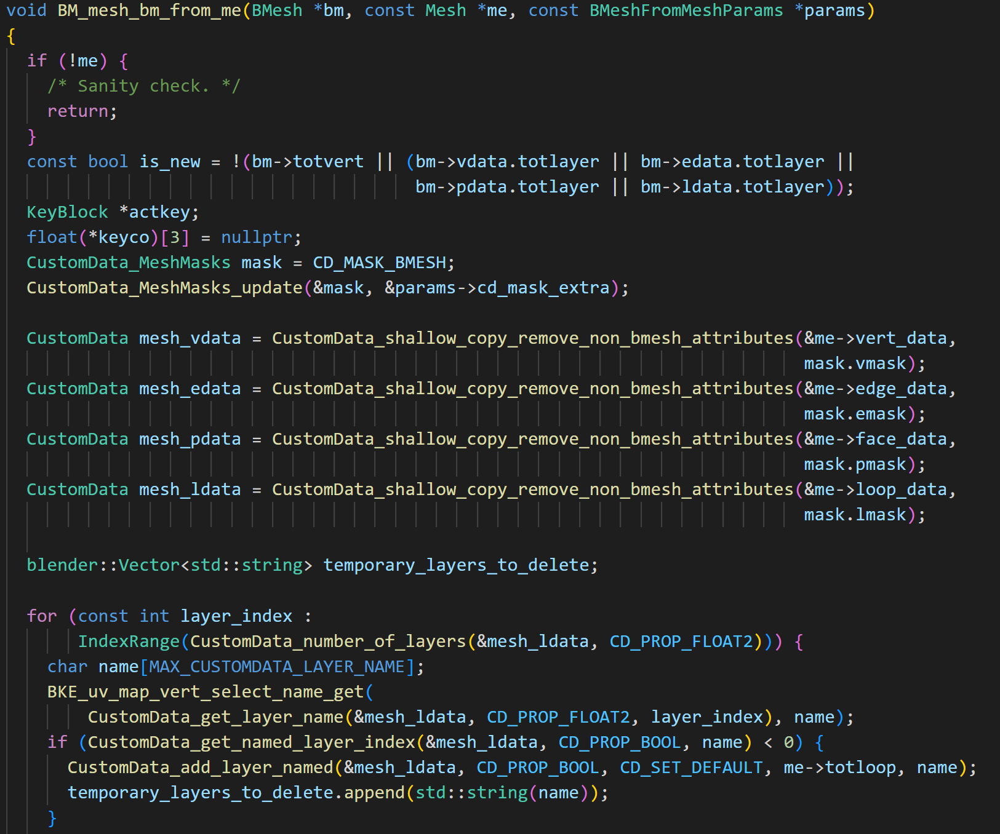 void BM_mesh_bm_from_me(BMesh *bm, const Mesh *me, const BMeshFromMeshParams *params)
{
  if (!me) {
    /* Sanity check. */
    return;
  }
  const bool is_new = !(bm->totvert || (bm->vdata.totlayer || bm->edata.totlayer ||
                                        bm->pdata.totlayer || bm->ldata.totlayer));
  KeyBlock *actkey;
  float(*keyco)[3] = nullptr;
  CustomData_MeshMasks mask = CD_MASK_BMESH;
  CustomData_MeshMasks_update(&mask, &params->cd_mask_extra);

  CustomData mesh_vdata = CustomData_shallow_copy_remove_non_bmesh_attributes(&me->vert_data,
                                                                              mask.vmask);
  CustomData mesh_edata = CustomData_shallow_copy_remove_non_bmesh_attributes(&me->edge_data,
                                                                              mask.emask);
  CustomData mesh_pdata = CustomData_shallow_copy_remove_non_bmesh_attributes(&me->face_data,
                                                                              mask.pmask);
  CustomData mesh_ldata = CustomData_shallow_copy_remove_non_bmesh_attributes(&me->loop_data,
                                                                              mask.lmask);

  blender::Vector<std::string> temporary_layers_to_delete;

  for (const int layer_index :
       IndexRange(CustomData_number_of_layers(&mesh_ldata, CD_PROP_FLOAT2))) {
    char name[MAX_CUSTOMDATA_LAYER_NAME];
    BKE_uv_map_vert_select_name_get(
        CustomData_get_layer_name(&mesh_ldata, CD_PROP_FLOAT2, layer_index), name);
    if (CustomData_get_named_layer_index(&mesh_ldata, CD_PROP_BOOL, name) < 0) {
      CustomData_add_layer_named(&mesh_ldata, CD_PROP_BOOL, CD_SET_DEFAULT, me->totloop, name);
      temporary_layers_to_delete.append(std::string(name));
    }